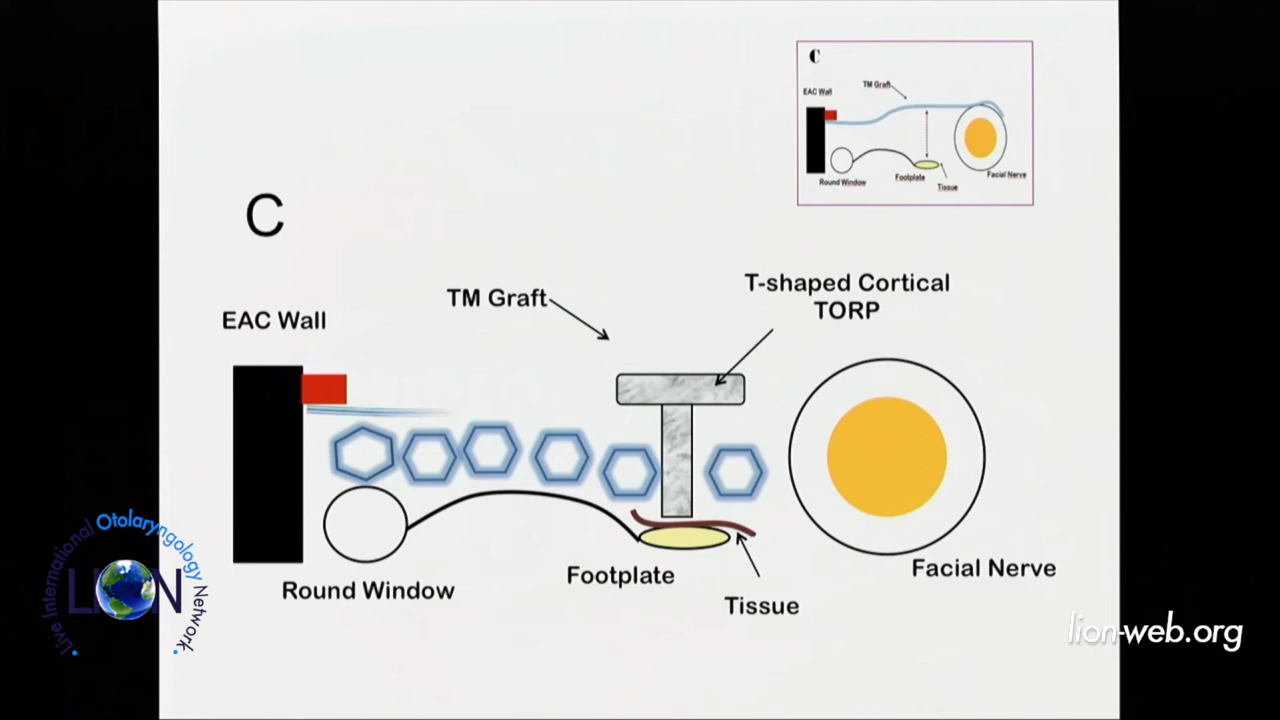 C
TM Graft
EAC Wall
Round Window
Footplate
Tissue
Facial Nerve
C
TM Graft
T-shaped Cortical
TORP
EAC Wall
Round Window
Footplate
Tissue
Facial Nerve
Live International Otolaryngology Network
LION
lion-web.org